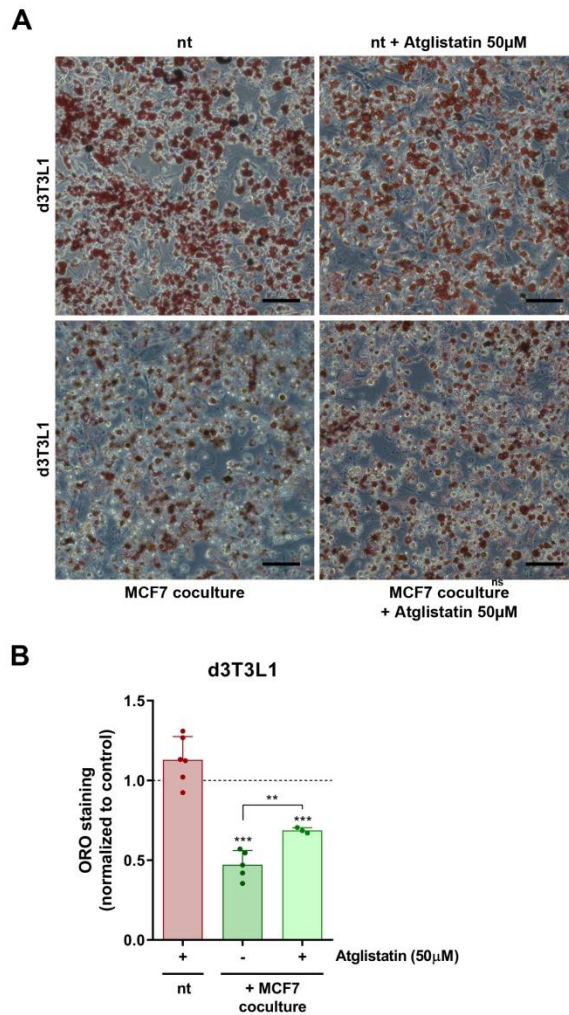 A
nt
nt + Atglistatin 50µM
d3T3L1
d3T3L1
MCF7 coculture
MCF7 coculture
ns
+ Atglistatin 50µM
B
d3T3L1
ORO staining
(normalized to control)
1.5
1.0
0.5
0.0
**
***
***
+
-
+
Atglistatin (50µM)
nt
+ MCF7
coculture